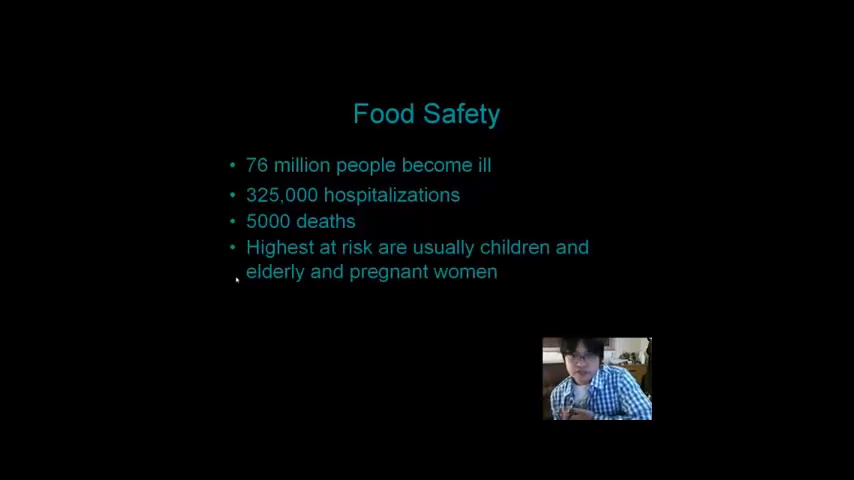 Food Safety
• 76 million people become ill
• 325,000 hospitalizations
• 5000 deaths
• Highest at risk are usually children and
elderly and pregnant women